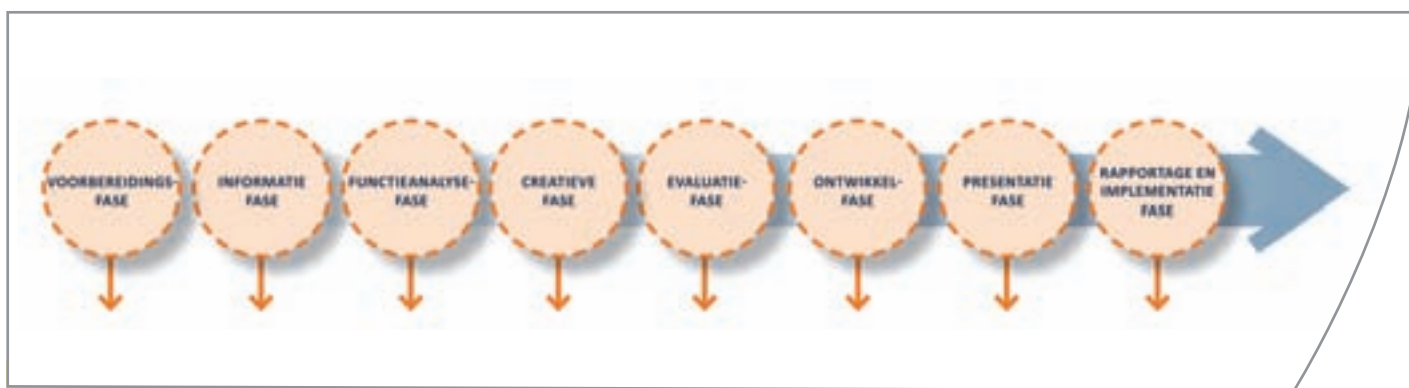 VOORBEREIDINGS-
FASE
INFORMATIE
FASE
FUNCTIEANALYSE-
FASE
CREATIEVE
FASE
EVALUATIE-
FASE
ONTWIKKEL-
FASE
PRESENTATIE
FASE
RAPPORTAGE EN
IMPLEMENTATIE
FASE